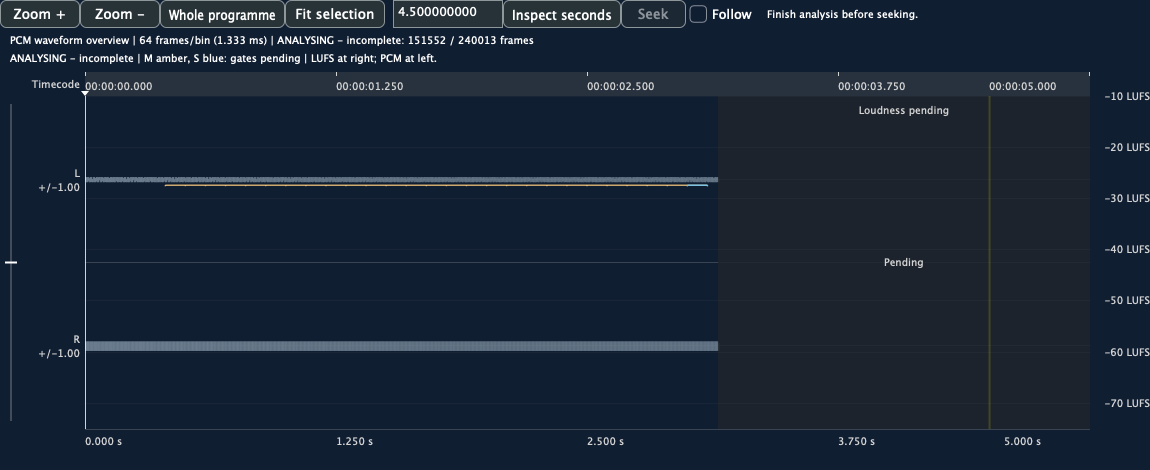 Zoom + Zoom – Whole programme Fit selection 4.500000000 Inspect seconds Seek Follow Finish analysis before seeking.
PCM waveform overview | 64 frames/bin (1.333 ms) | ANALYSING – incomplete: 151552 / 240013 frames
ANALYSING – incomplete | M amber, S blue: gates pending | LUFS at right; PCM at left.
Timecode 00:00:00.000 00:00:01.250 00:00:02.500 00:00:03.750 00:00:05.000
–10 LUFS
Loudness pending
–20 LUFS
L
+/–1.00
–30 LUFS
–40 LUFS
Pending
–50 LUFS
R
+/–1.00
–60 LUFS
–70 LUFS
0.000 s 1.250 s 2.500 s 3.750 s 5.000 s